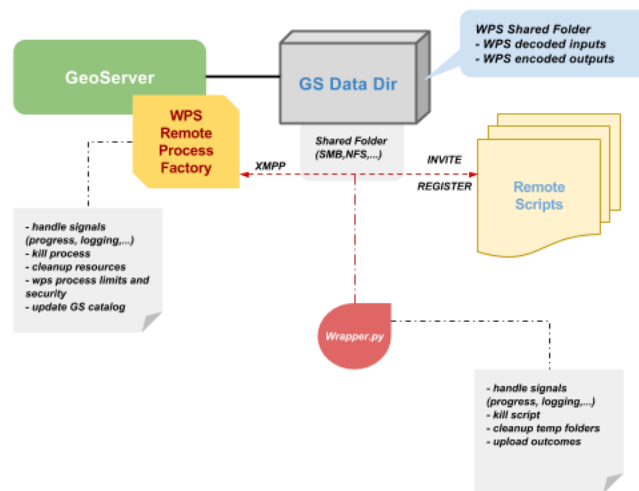 WPS Shared Folder
- WPS decoded inputs
- WPS encoded outputs
GeoServer
GS Data Dir
WPS
Remote
Process
Factory
Shared Folder
(SMB,NFS,...)
XMPP
INVITE
REGISTER
Remote
Scripts
- handle signals
(progress, logging,...)
- kill process
- cleanup resources
- wps process limits and
security
- update GS catalog
Wrapper.py
- handle signals
(progress, logging,...)
- kill script
- cleanup temp folders
- upload outcomes